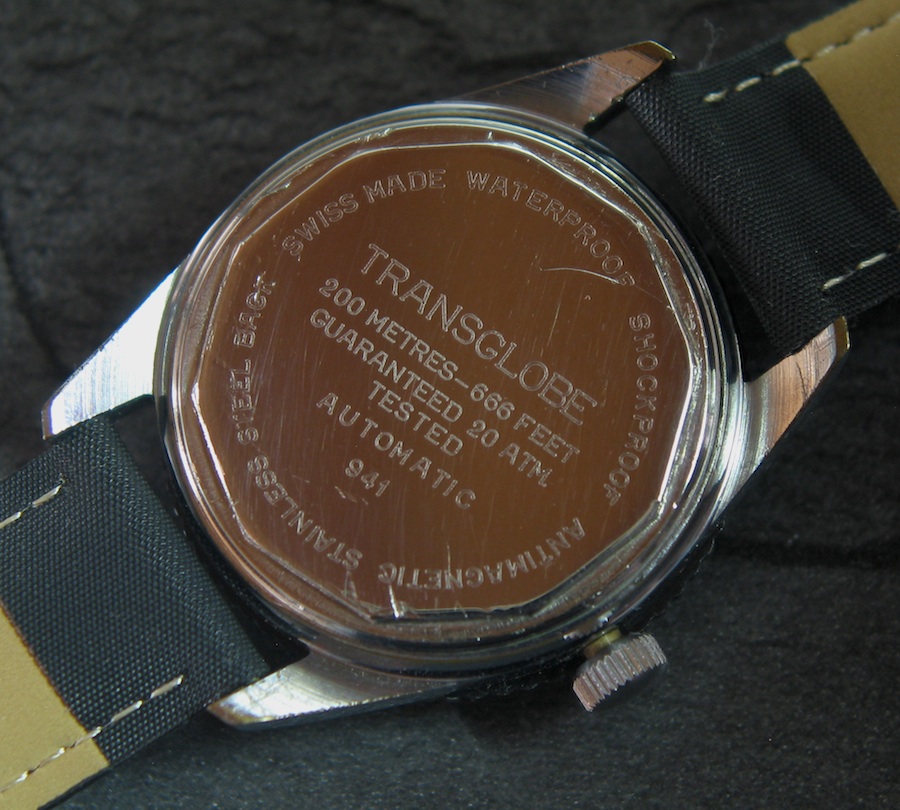 SWISS MADE WATERPROOF SHOCKPROOF ANTIMAGNETIC STAINLESS STEEL BACK
TRANSGLOBE
200 METRES-666 FEET
GUARANTEED 20 ATM.
TESTED
AUTOMATIC
941